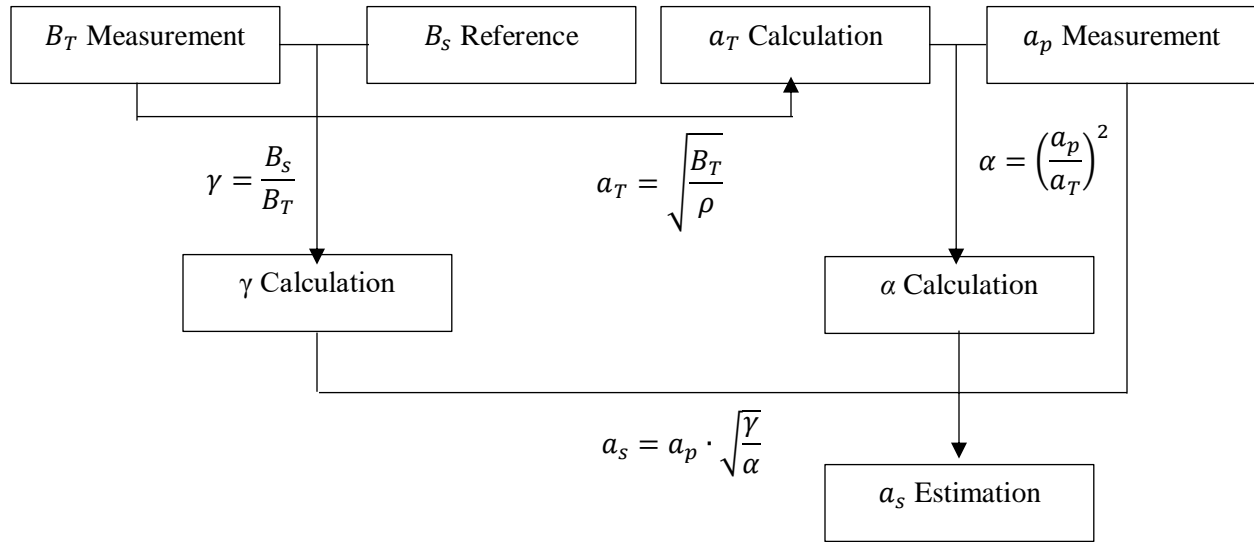 B_T Measurement
B_s Reference
a_T Calculation
a_p Measurement
γ = B_s / B_T
a_T = √(B_T / ρ)
α = (a_p / a_T)²
γ Calculation
α Calculation
a_s = a_p · √(γ / α)
a_s Estimation